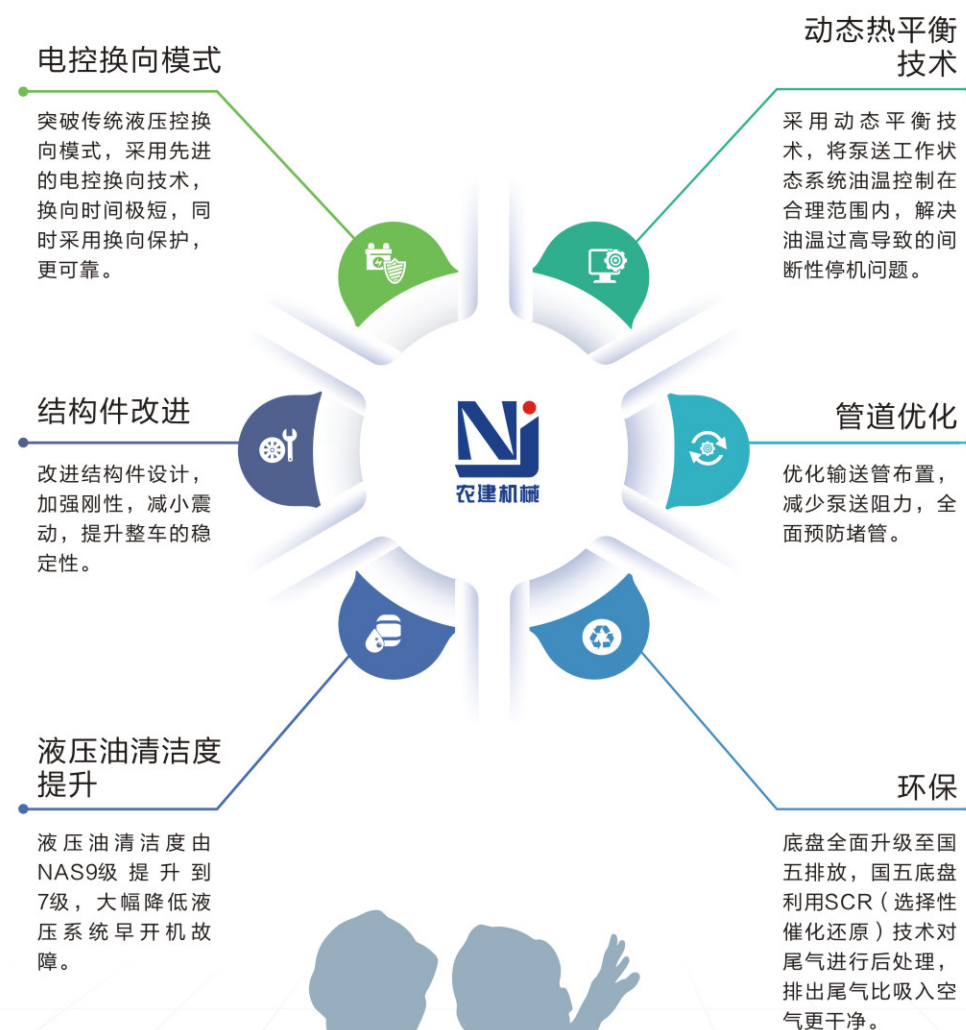 电控换向模式
突破传统液压控换
向模式，采用先进
的电控换向技术，
换向时间极短，同
时采用换向保护，
更可靠。
动态热平衡
技术
采用动态平衡技
术，将泵送工作状
态系统油温控制在
合理范围内，解决
油温过高导致的间
断性停机问题。
结构件改进
改进结构件设计，
加强刚性，减小震
动，提升整车的稳
定性。
NJ
农建机械
管道优化
优化输送管布置，
减少泵送阻力，全
面预防堵管。
液压油清洁度
提升
液压油清洁度由
NAS9级提升到
7级，大幅降低液
压系统早开机故
障。
环保
底盘全面升级至国
五排放，国五底盘
利用SCR（选择性
催化还原）技术对
尾气进行后处理，
排出尾气比吸入空
气更干净。